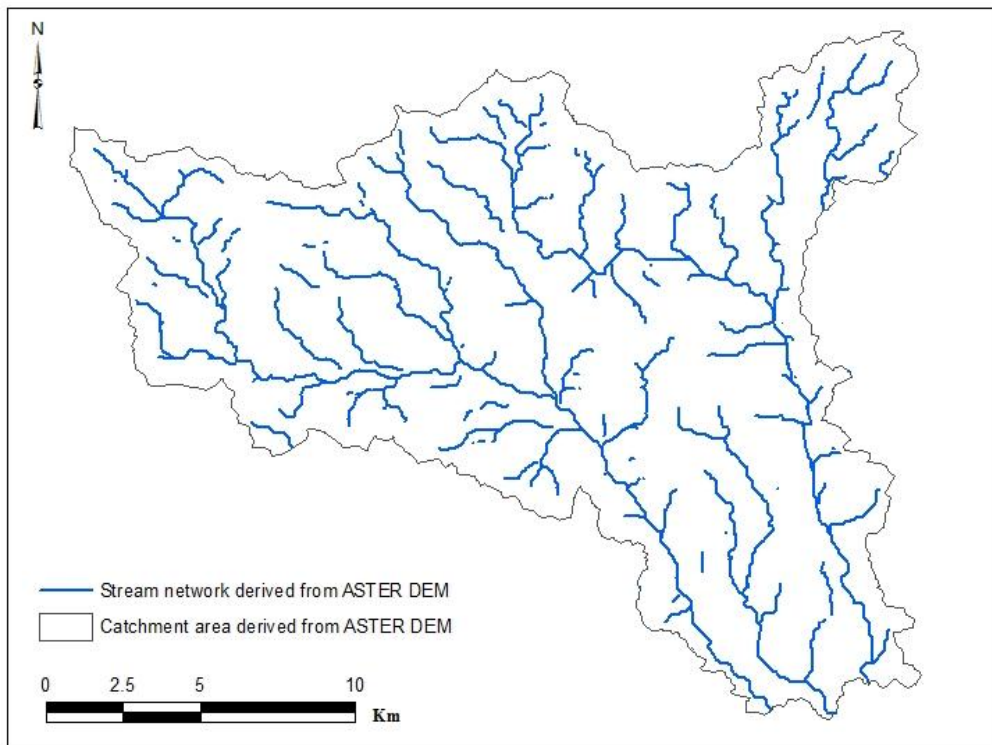 N
Stream network derived from ASTER DEM
Catchment area derived from ASTER DEM
0 2.5 5 10
Km